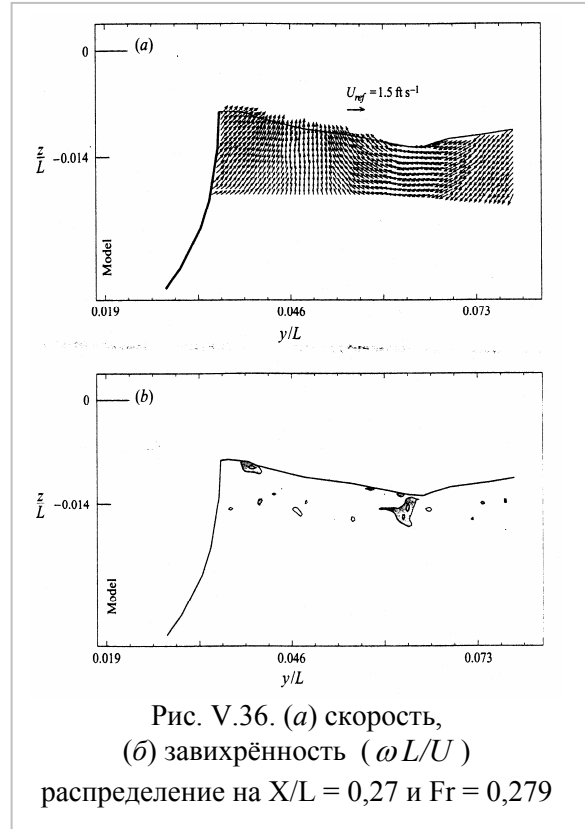 (a)
0
U_ref = 1.5 ft s⁻¹
z/L
-0.014
Model
0.019
0.046
0.073
y/L
(b)
0
z/L
-0.014
Model
0.019
0.046
0.073
y/L
Рис. V.36. (а) скорость,
(б) завихрённость ( ω L/U )
распределение на X/L = 0,27 и Fr = 0,279